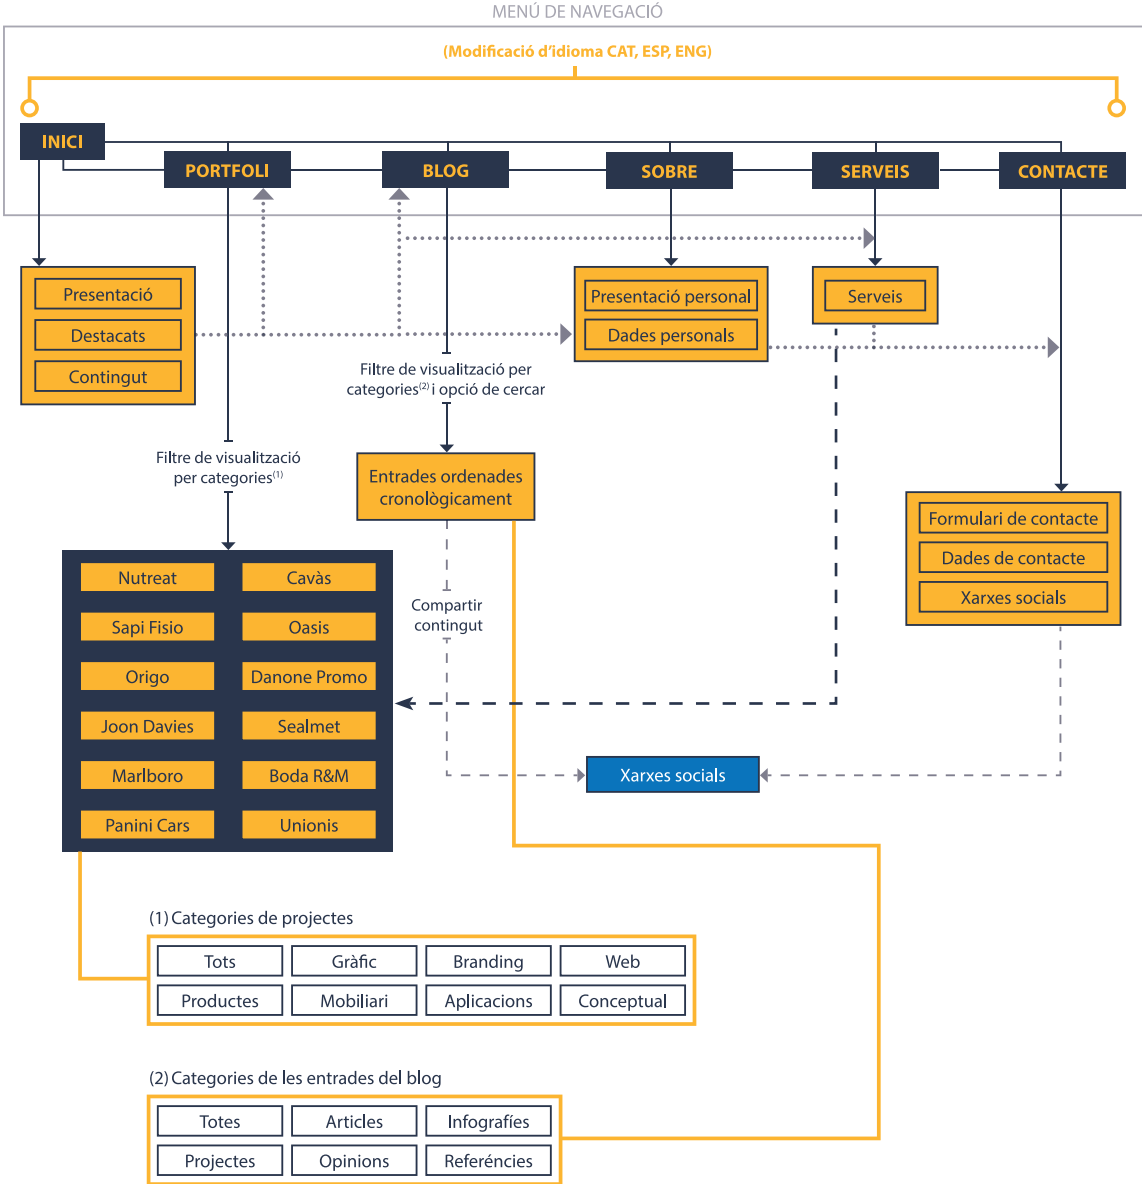 MENÚ DE NAVEGACIÓ
(Modificació d'idioma CAT, ESP, ENG)
INICI
PORTFOLI
BLOG
SOBRE
SERVEIS
CONTACTE
Presentació
Destacats
Contingut
Presentació personal
Dades personals
Serveis
Filtre de visualització per
categories(2) i opció de cercar
Filtre de visualització
per categories(1)
Entrades ordenades
cronològicament
Formulari de contacte
Dades de contacte
Xarxes socials
Nutreat
Cavàs
Sapi Fisio
Oasis
Origo
Danone Promo
Joon Davies
Sealmet
Marlboro
Boda R&M
Panini Cars
Unionis
Compartir
contingut
Xarxes socials
(1) Categories de projectes
Tots
Gràfic
Branding
Web
Productes
Mobiliari
Aplicacions
Conceptual
(2) Categories de les entrades del blog
Totes
Articles
Infografíes
Projectes
Opinions
Referéncies